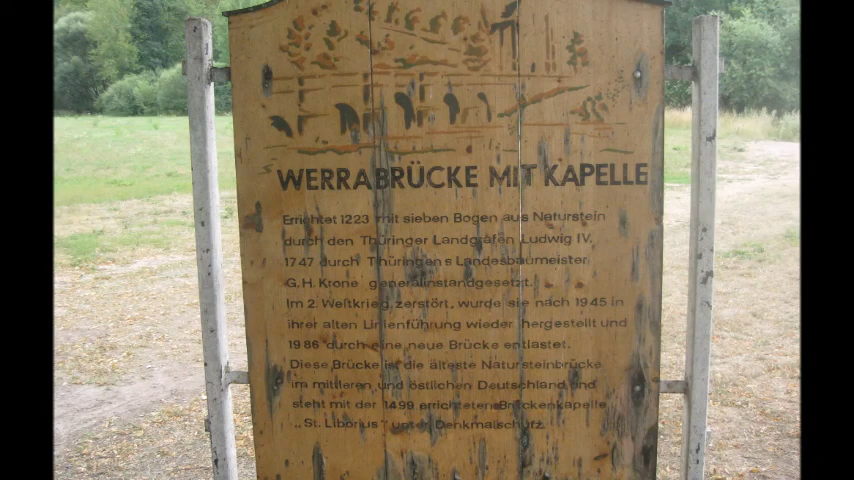 WERRABRÜCKE MIT KAPELLE
Errichtet 1223 mit sieben Bogen aus Naturstein
durch den Thüringer Landgrafen Ludwig IV.
1747 durch Thüringens Landesbaumeister
G.H. Krone generalinstandgesetzt.
Im 2. Weltkrieg zerstört, wurde sie nach 1945 in
ihrer alten Linienführung wieder hergestellt und
1986 durch eine neue Brücke entlastet.
Diese Brücke ist die älteste Natursteinbrücke
im mittleren und östlichen Deutschland und
steht mit der 1499 errichteten Brückenkapelle
„St. Liborius" unter Denkmalschutz.